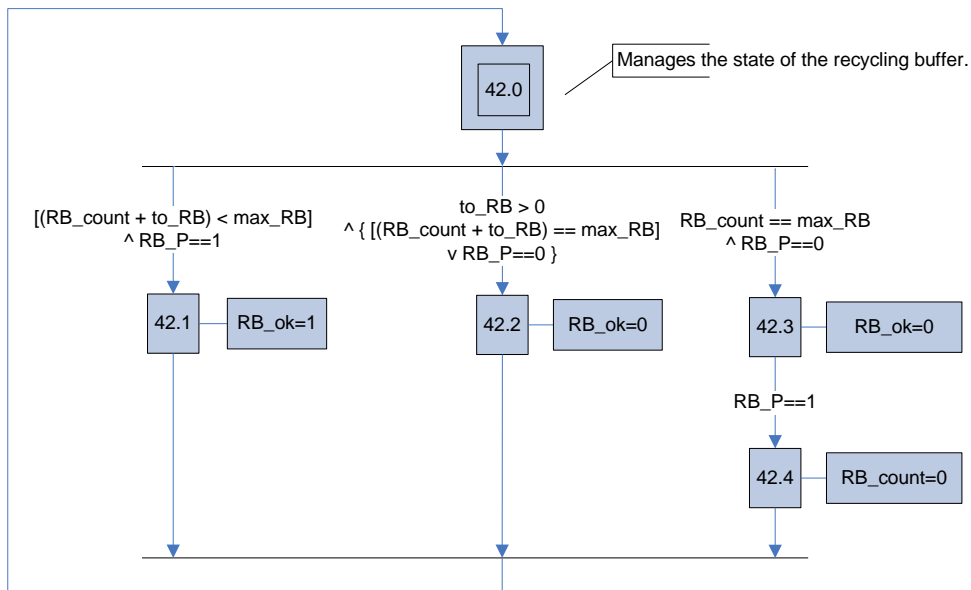 42.0
Manages the state of the recycling buffer.
[(RB_count + to_RB) < max_RB]
^ RB_P==1
to_RB > 0
^ { [(RB_count + to_RB) == max_RB]
v RB_P==0 }
RB_count == max_RB
^ RB_P==0
42.1
RB_ok=1
42.2
RB_ok=0
42.3
RB_ok=0
RB_P==1
42.4
RB_count=0